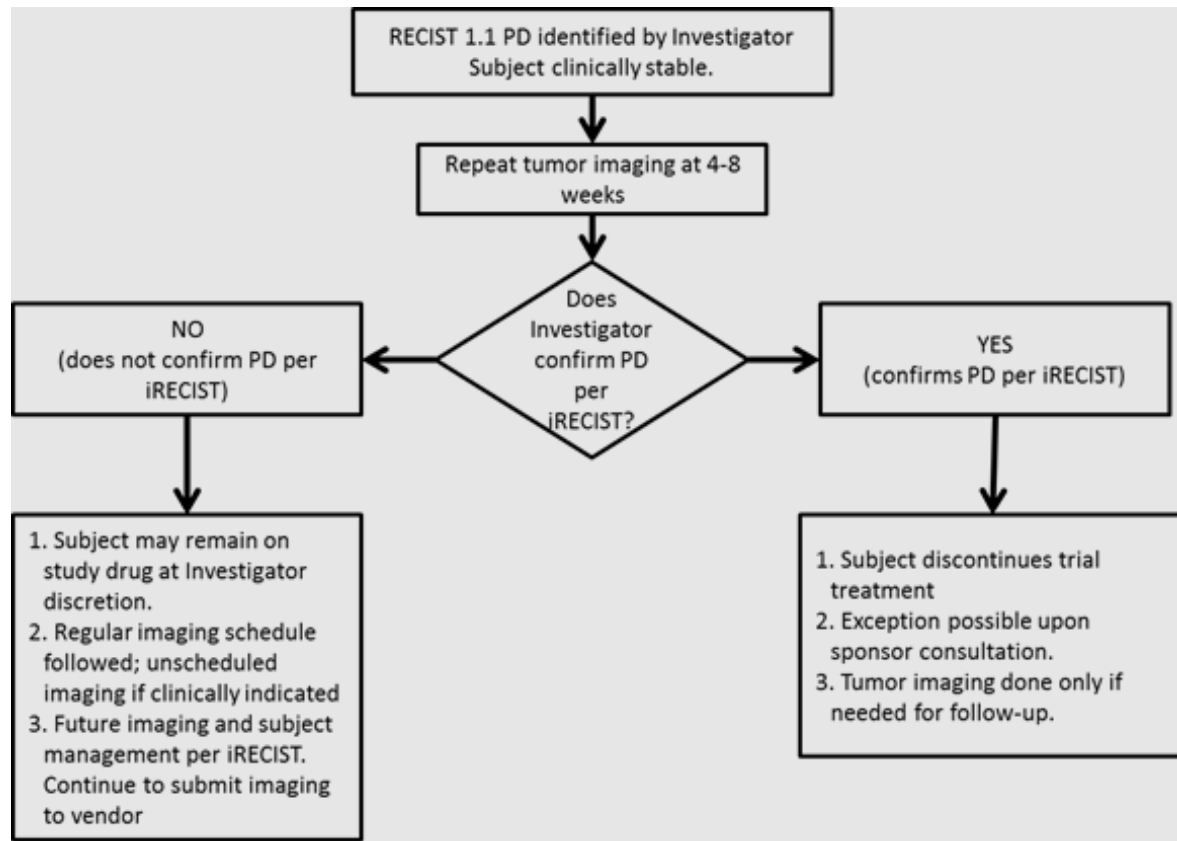 RECIST 1.1 PD identified by Investigator
Subject clinically stable.
Repeat tumor imaging at 4-8
weeks
Does
Investigator
confirm PD
per
iRECIST?
NO
(does not confirm PD per
iRECIST)
YES
(confirms PD per iRECIST)
1. Subject may remain on
study drug at Investigator
discretion.
2. Regular imaging schedule
followed; unscheduled
imaging if clinically indicated
3. Future imaging and subject
management per iRECIST.
Continue to submit imaging
to vendor
1. Subject discontinues trial
treatment
2. Exception possible upon
sponsor consultation.
3. Tumor imaging done only if
needed for follow-up.